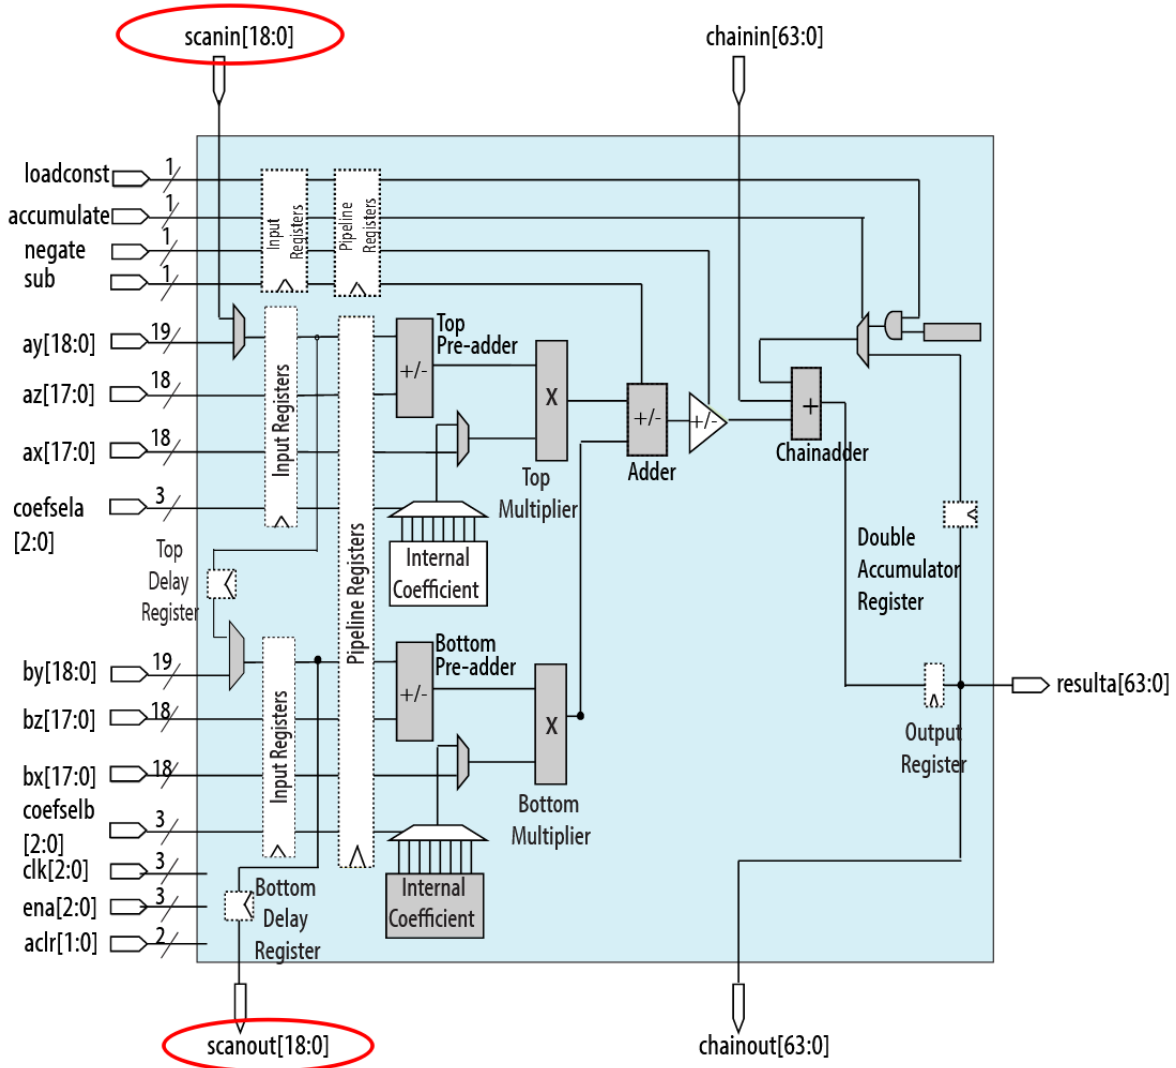 scanin[18:0]
chainin[63:0]
loadconst
1
accumulate
1
negate
1
sub
1
Input
Registers
Pipeline
Registers
ay[18:0]
19
az[17:0]
18
ax[17:0]
18
coefsela
[2:0]
3
Input Registers
Pipeline Registers
Top
Pre-adder
+/-
X
Top
Multiplier
+/-
Adder
+/-
+
Chainadder
Internal
Coefficient
Top
Delay
Register
Double
Accumulator
Register
by[18:0]
19
bz[17:0]
18
bx[17:0]
18
coefselb
[2:0]
3
clk[2:0]
3
ena[2:0]
3
aclr[1:0]
2
Input Registers
Bottom
Pre-adder
+/-
X
Bottom
Multiplier
Internal
Coefficient
Bottom
Delay
Register
resulta[63:0]
Output
Register
scanout[18:0]
chainout[63:0]